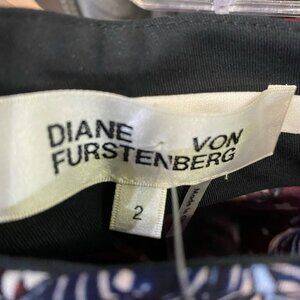 DIANE VON
FURSTENBERG
2